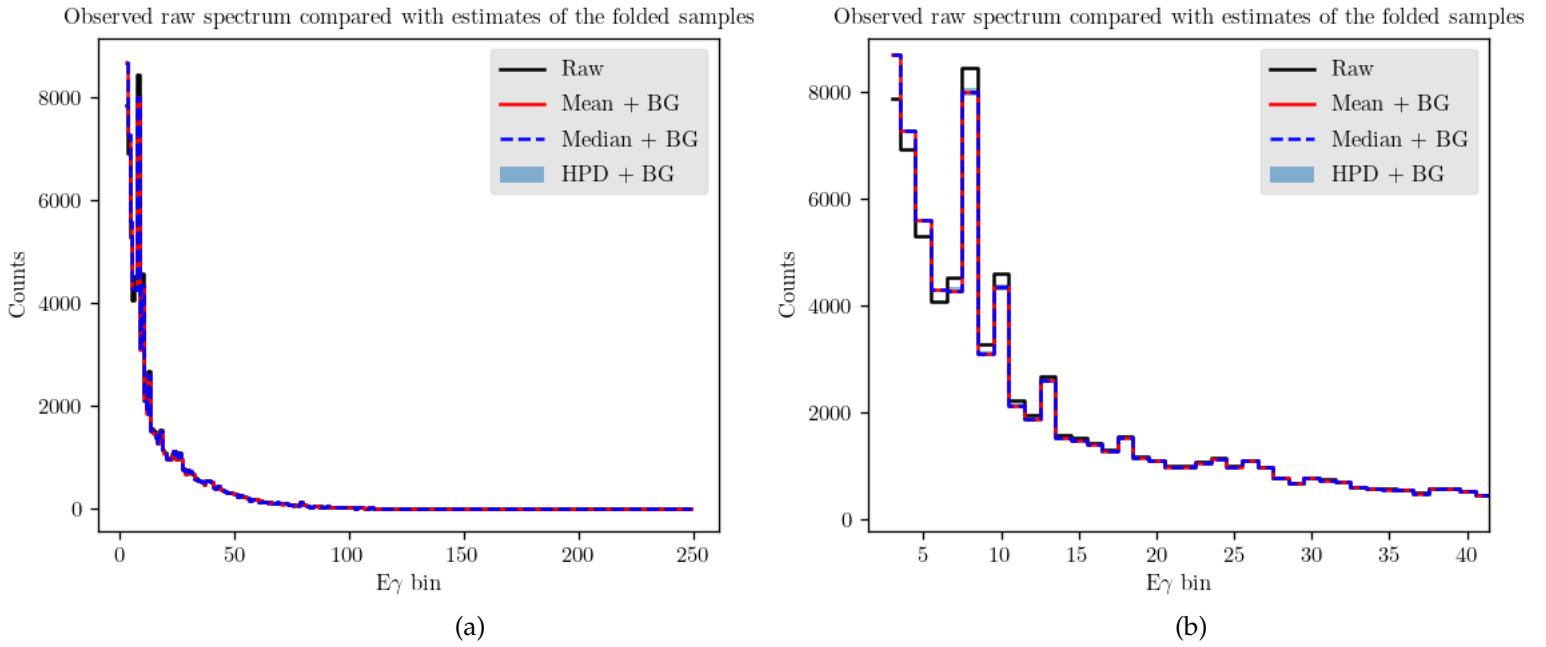 Observed raw spectrum compared with estimates of the folded samples
Raw
Mean + BG
Median + BG
HPD + BG
8000
6000
4000
2000
0
Counts
0 50 100 150 200 250
Eγ bin
(a)
Observed raw spectrum compared with estimates of the folded samples
Raw
Mean + BG
Median + BG
HPD + BG
8000
6000
4000
2000
0
Counts
5 10 15 20 25 30 35 40
Eγ bin
(b)